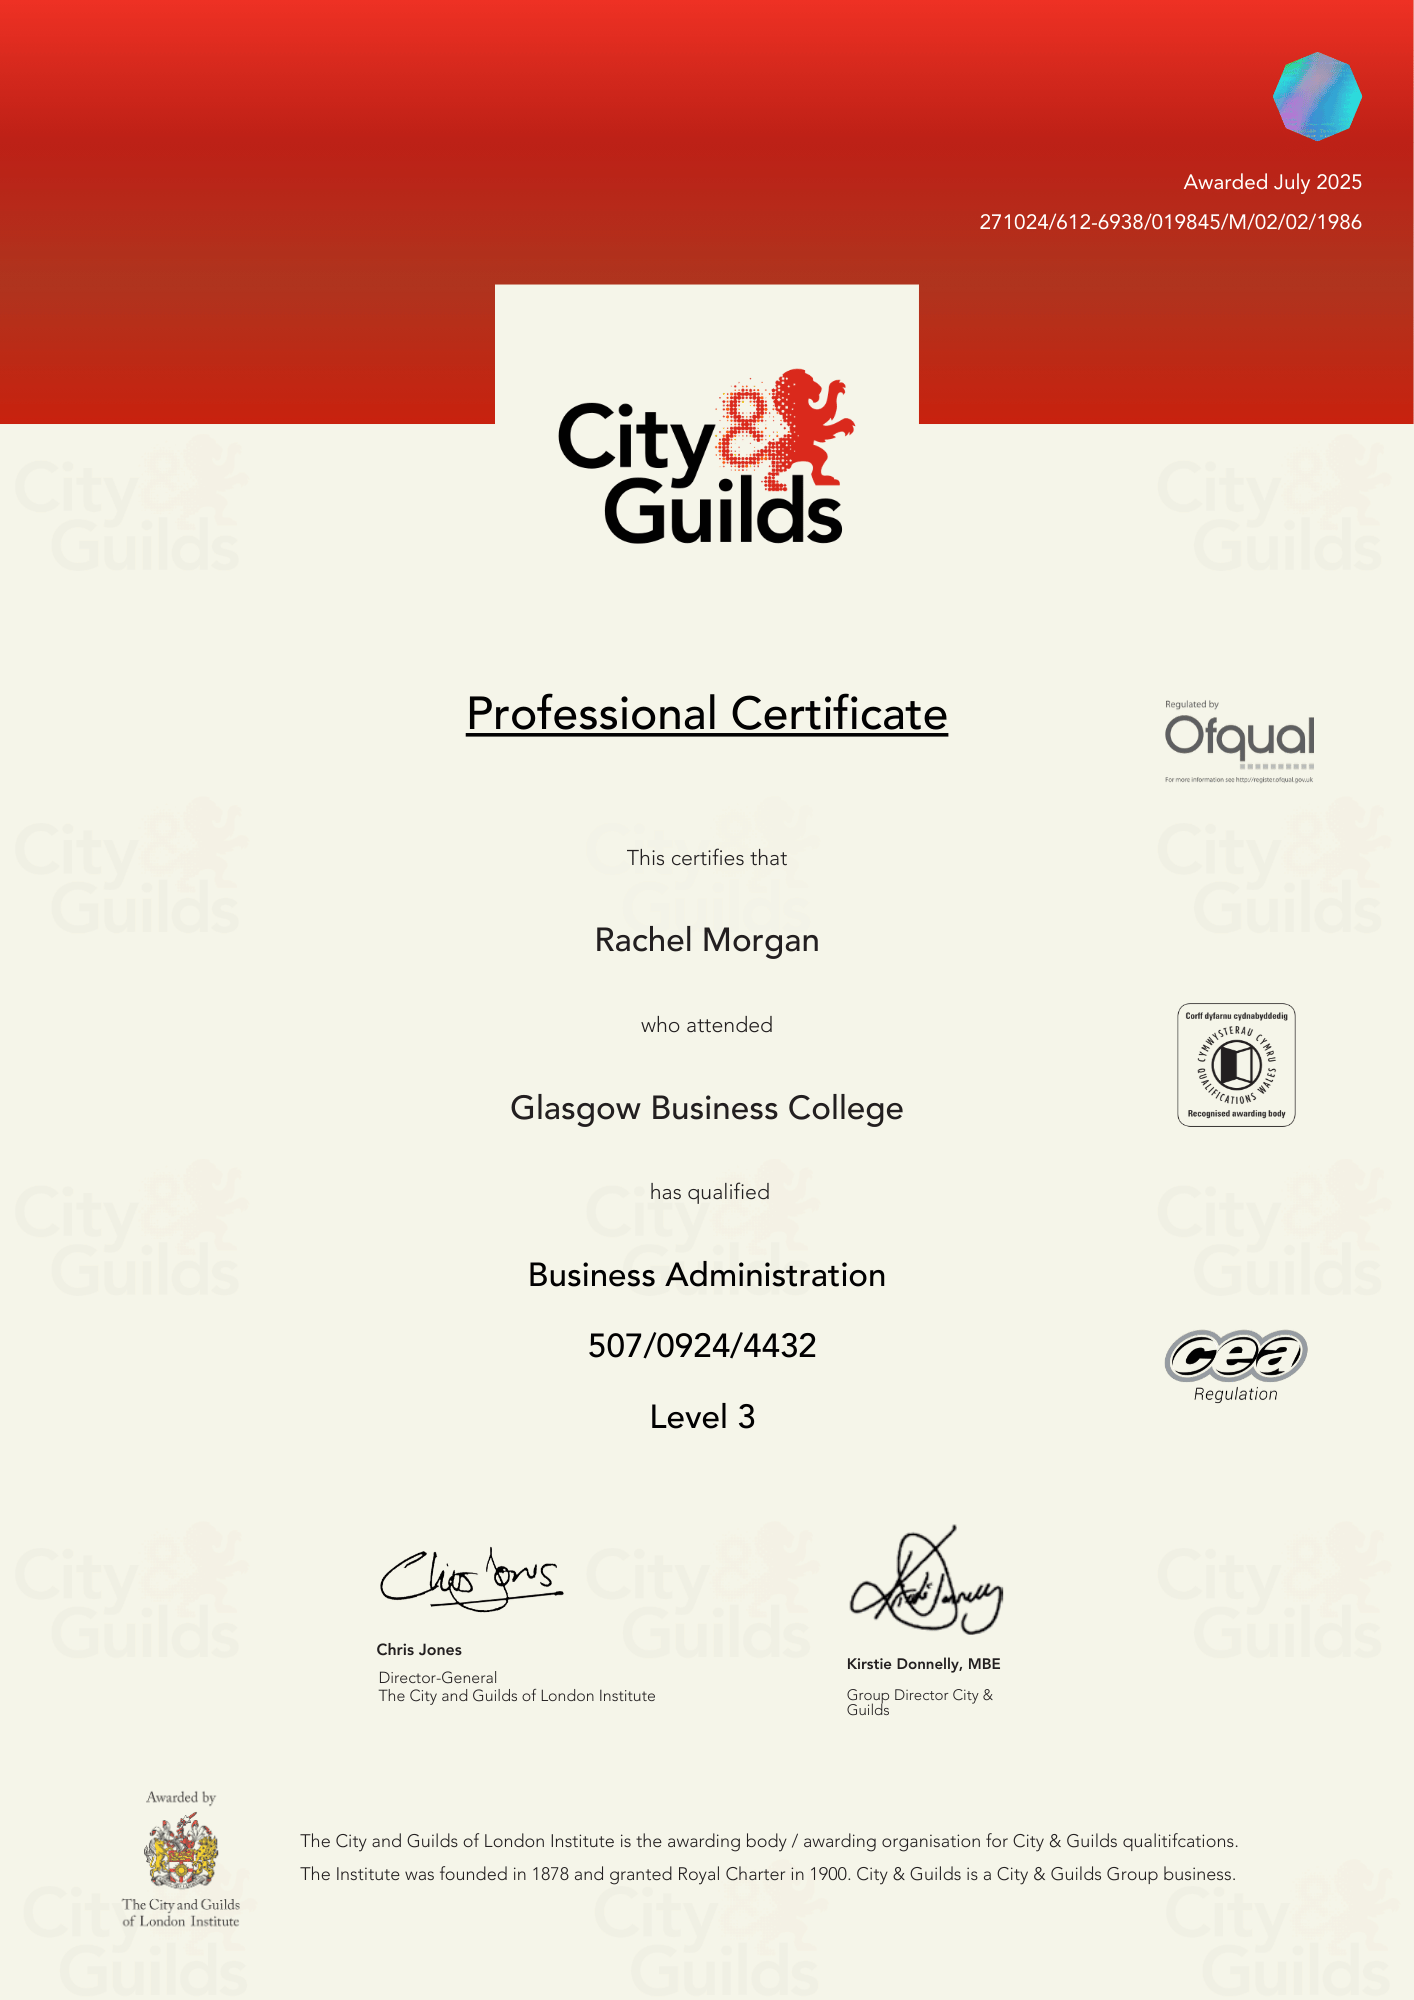 Awarded July 2025
271024/612-6938/019845/M/02/02/1986
City&
Guilds
Professional Certificate
Regulated by
Ofqual
For more information see http://register.ofqual.gov.uk
This certifies that
Rachel Morgan
who attended
Corff dyfarnu cydnabyddedig
CYMWYSTERAU CYMRU
QUALIFICATIONS WALES
Recognised awarding body
Glasgow Business College
has qualified
Business Administration
507/0924/4432
cea
Regulation
Level 3
Chris Jones
Kirstie Donnelly
Chris Jones
Director-General
The City and Guilds of London Institute
Kirstie Donnelly, MBE
Group Director City &
Guilds
Awarded by
The City and Guilds
of London Institute
The City and Guilds of London Institute is the awarding body / awarding organisation for City & Guilds qualitifcations.
The Institute was founded in 1878 and granted Royal Charter in 1900. City & Guilds is a City & Guilds Group business.